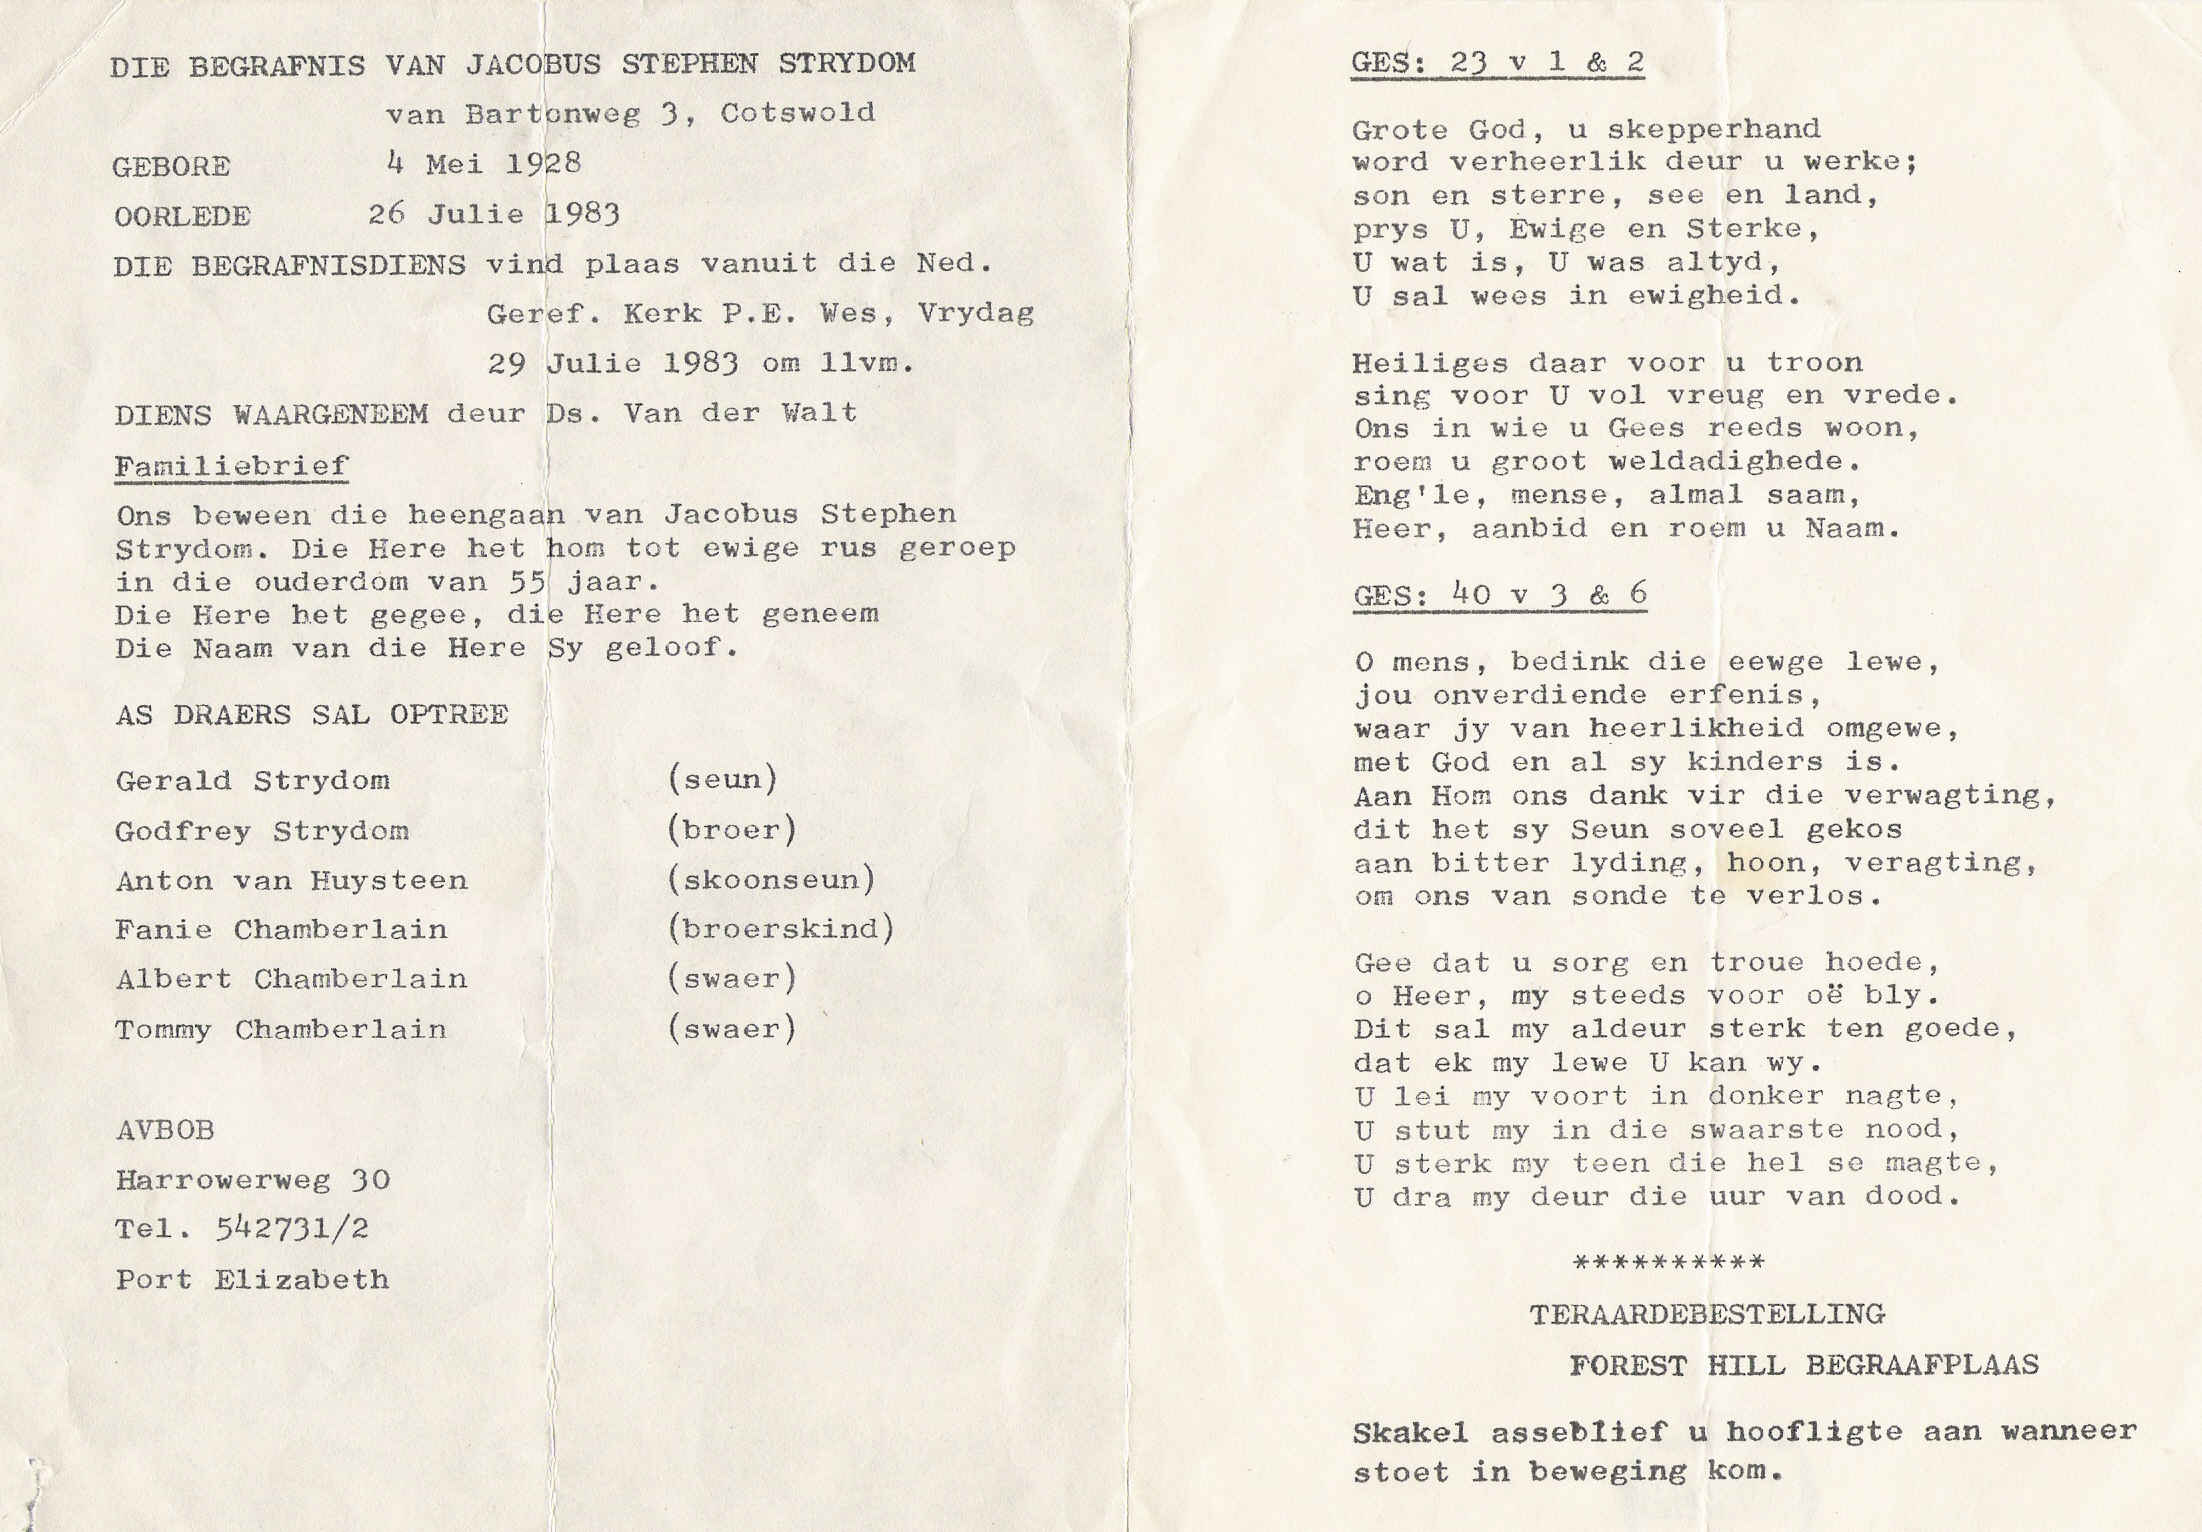 DIE BEGRAFNIS VAN JACOBUS STEPHEN STRYDOM
van Bartonweg 3, Cotswold
GEBORE 4 Mei 1928
OORLEDE 26 Julie 1983
DIE BEGRAFNISDIENS vind plaas vanuit die Ned.
Geref. Kerk P.E. Wes, Vrydag
29 Julie 1983 om 11vm.
DIENS WAARGENEEM deur Ds. Van der Walt
Familiebrief
Ons beween die heengaan van Jacobus Stephen
Strydom. Die Here het hom tot ewige rus geroep
in die ouderdom van 55 jaar.
Die Here het gegee, die Here het geneem
Die Naam van die Here Sy geloof.
AS DRAERS SAL OPTREE
Gerald Strydom (seun)
Godfrey Strydom (broer)
Anton van Huysteen (skoonseun)
Fanie Chamberlain (broerskind)
Albert Chamberlain (swaer)
Tommy Chamberlain (swaer)
AVBOB
Harrowerweg 30
Tel. 542731/2
Port Elizabeth
GES: 23 v 1 & 2
Grote God, u skepperhand
word verheerlik deur u werke;
son en sterre, see en land,
prys U, Ewige en Sterke,
U wat is, U was altyd,
U sal wees in ewigheid.
Heiliges daar voor u troon
sing voor U vol vreug en vrede.
Ons in wie u Gees reeds woon,
roem u groot weldadighede.
Eng'le, mense, almal saam,
Heer, aanbid en roem u Naam.
GES: 40 v 3 & 6
O mens, bedink die eewge lewe,
jou onverdiende erfenis,
waar jy van heerlikheid omgewe,
met God en al sy kinders is.
Aan Hom ons dank vir die verwagting,
dit het sy Seun soveel gekos
aan bitter lyding, hoon, veragting,
om ons van sonde te verlos.
Gee dat u sorg en troue hoede,
o Heer, my steeds voor oë bly.
Dit sal my aldeur sterk ten goede,
dat ek my lewe U kan wy.
U lei my voort in donker nagte,
U stut my in die swaarste nood,
U sterk my teen die hel se magte,
U dra my deur die uur van dood.
**********
TERAARDEBESTELLING
FOREST HILL BEGRAAFPLAAS
Skakel asseblief u hoofligte aan wanneer
stoet in beweging kom.